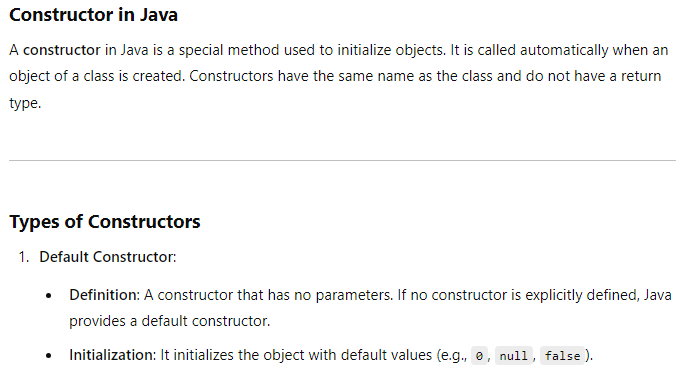 Constructor in Java
A constructor in Java is a special method used to initialize objects. It is called automatically when an
object of a class is created. Constructors have the same name as the class and do not have a return
type.
Types of Constructors
1. Default Constructor:
• Definition: A constructor that has no parameters. If no constructor is explicitly defined, Java
provides a default constructor.
• Initialization: It initializes the object with default values (e.g., 0, null, false).